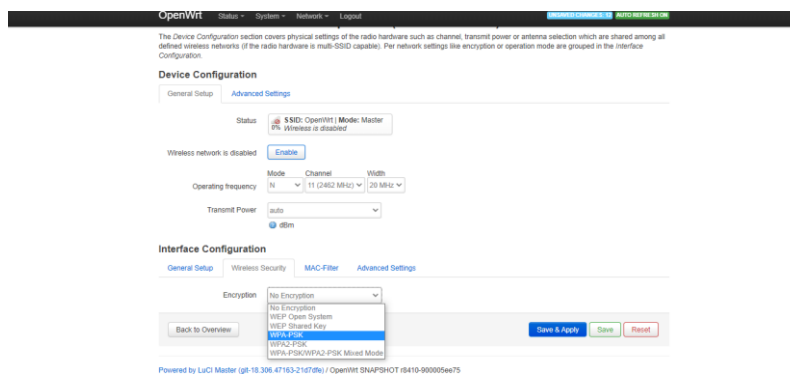 OpenWrt Status System Network Logout UNSAVED CHANGES: 13 AUTO REFRESH ON
The Device Configuration section covers physical settings of the radio hardware such as channel, transmit power or antenna selection which are shared among all
defined wireless networks (if the radio hardware is multi-SSID capable). Per network settings like encryption or operation mode are grouped in the Interface
Configuration.
Device Configuration
General Setup Advanced Settings
Status SSID: OpenWrt | Mode: Master
0% Wireless is disabled
Wireless network is disabled Enable
Mode Channel Width
Operating frequency N 11 (2462 MHz) 20 MHz
Transmit Power auto
dBm
Interface Configuration
General Setup Wireless Security MAC-Filter Advanced Settings
Encryption No Encryption
No Encryption
WEP Open System
WEP Shared Key
WPA-PSK
WPA2-PSK
WPA-PSK/WPA2-PSK Mixed Mode
Back to Overview Save & Apply Save Reset
Powered by LuCI Master (git-18.306.47163-21d7dfe) / OpenWrt SNAPSHOT r8410-900805ee75